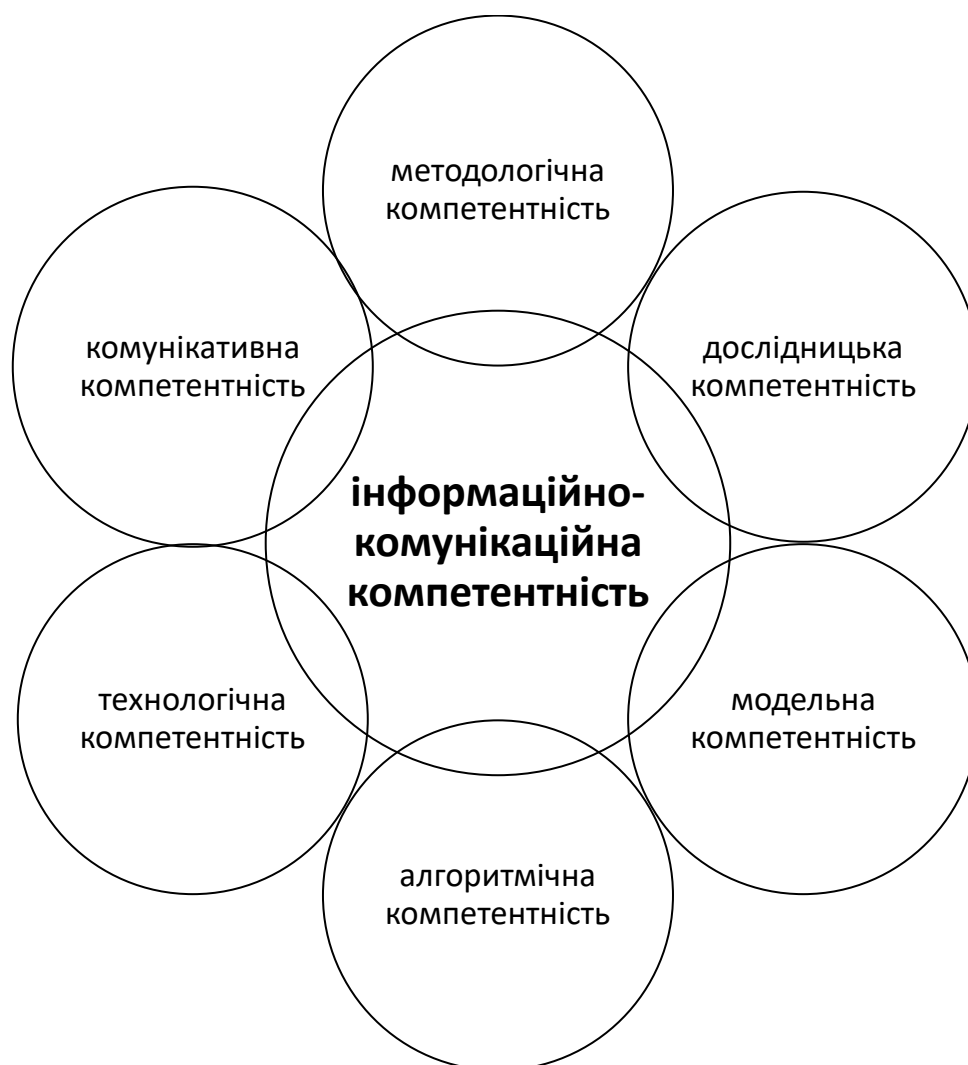 методологічна
компетентність
комунікативна
компетентність
дослідницька
компетентність
інформаційно-
комунікаційна
компетентність
технологічна
компетентність
модельна
компетентність
алгоритмічна
компетентність